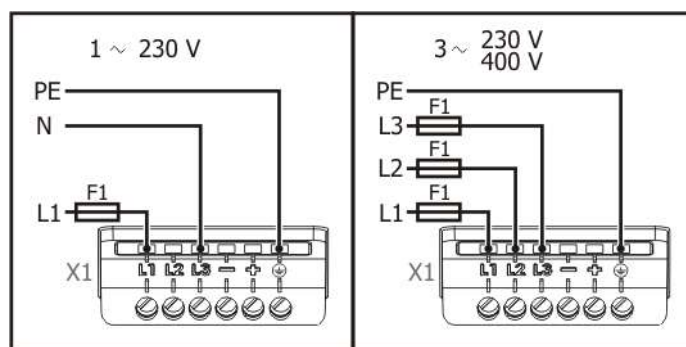 1 ~ 230 V
PE
N
F1
L1
X1
L1 L2 L3 − +
3 ~ 230 V
400 V
PE
F1
L3
F1
L2
F1
L1
X1
L1 L2 L3 − +